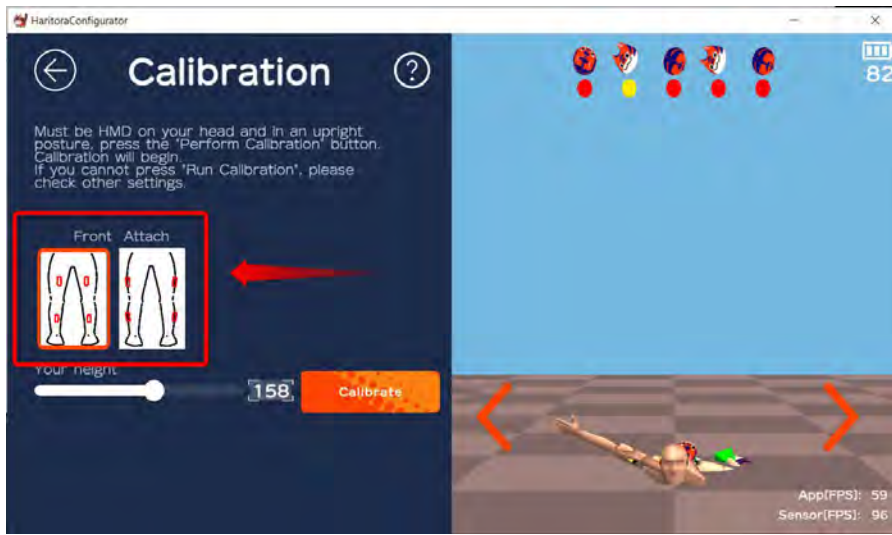 HaritoraConfigurator
Calibration
?
82
Must be HMD on your head and in an upright
posture, press the "Perform Calibration" button.
Calibration will begin.
If you cannot press "Run Calibration", please
check other settings.
Front Attach
Your height
158
Calibrate
App(FPS): 59
Sensor(FPS): 96